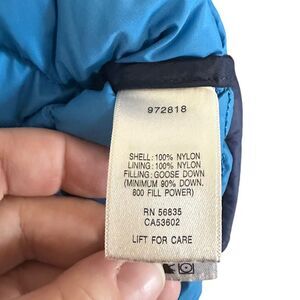 972818
SHELL: 100% NYLON
LINING: 100% NYLON
FILLING: GOOSE DOWN
(MINIMUM 90% DOWN.
800 FILL POWER)
RN 56835
CA53602
LIFT FOR CARE